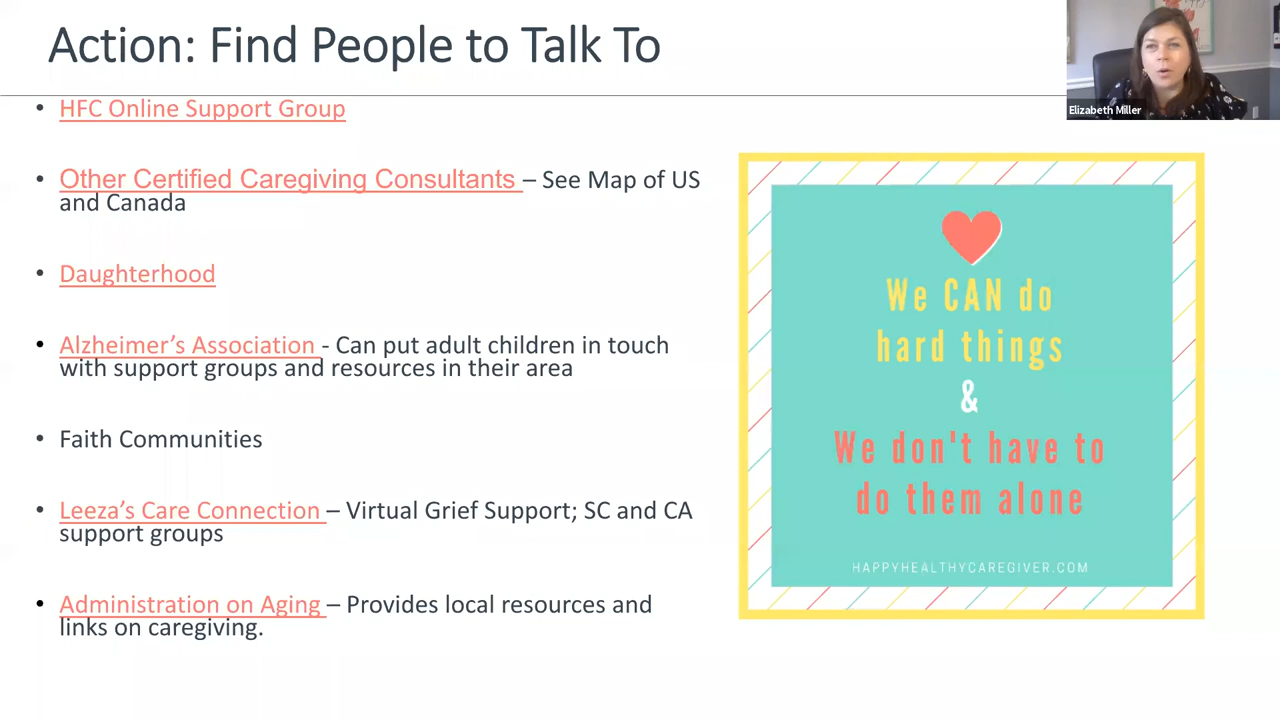 Action: Find People to Talk To
Elizabeth Miller
• HFC Online Support Group
• Other Certified Caregiving Consultants – See Map of US
and Canada
• Daughterhood
• Alzheimer’s Association - Can put adult children in touch
with support groups and resources in their area
• Faith Communities
• Leeza’s Care Connection – Virtual Grief Support; SC and CA
support groups
• Administration on Aging – Provides local resources and
links on caregiving.
We CAN do
hard things
&
We don't have to
do them alone
HAPPYHEALTHYCAREGIVER.COM